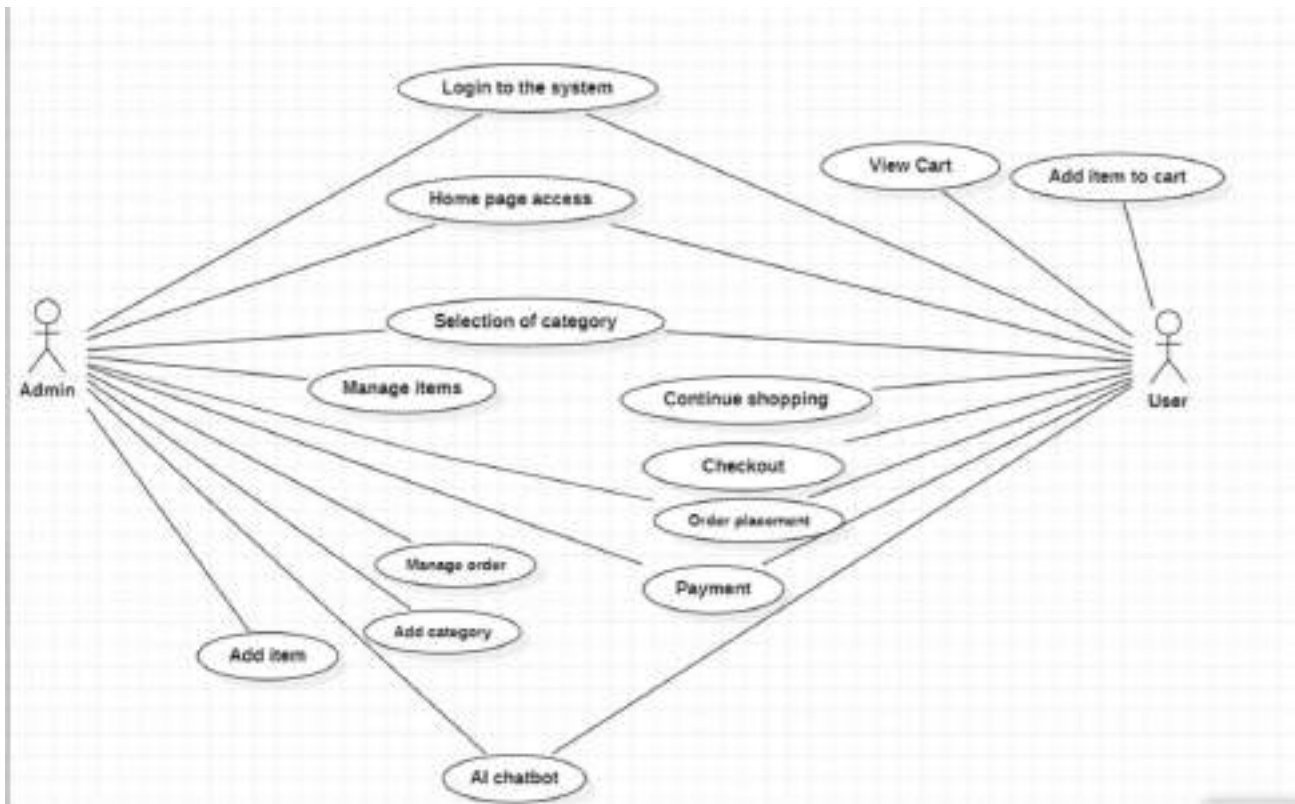 Login to the system
View Cart
Add item to cart
Home page access
Selection of category
Admin
Manage items
Continue shopping
User
Checkout
Order placement
Manage order
Payment
Add category
Add item
AI chatbot